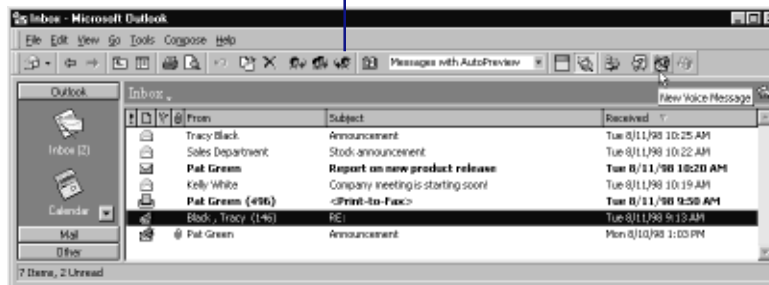 Inbox - Microsoft Outlook
File Edit View Go Tools Compose Help
Messages with AutoPreview
Outlook
Inbox
New Voice Message
From Subject Received
Inbox (2)
Tracy Black Announcement Tue 8/11/98 10:25 AM
Sales Department Stock announcement Tue 8/11/98 10:22 AM
Pat Green Report on new product release Tue 8/11/98 10:20 AM
Kelly White Company meeting is starting soon! Tue 8/11/98 10:19 AM
Calendar
Pat Green (496) <Print-to-Fax> Tue 8/11/98 9:50 AM
Black , Tracy (146) RE: Tue 8/11/98 9:13 AM
Mail
Pat Green Announcement Mon 8/10/98 1:03 PM
Other
7 Items, 2 Unread